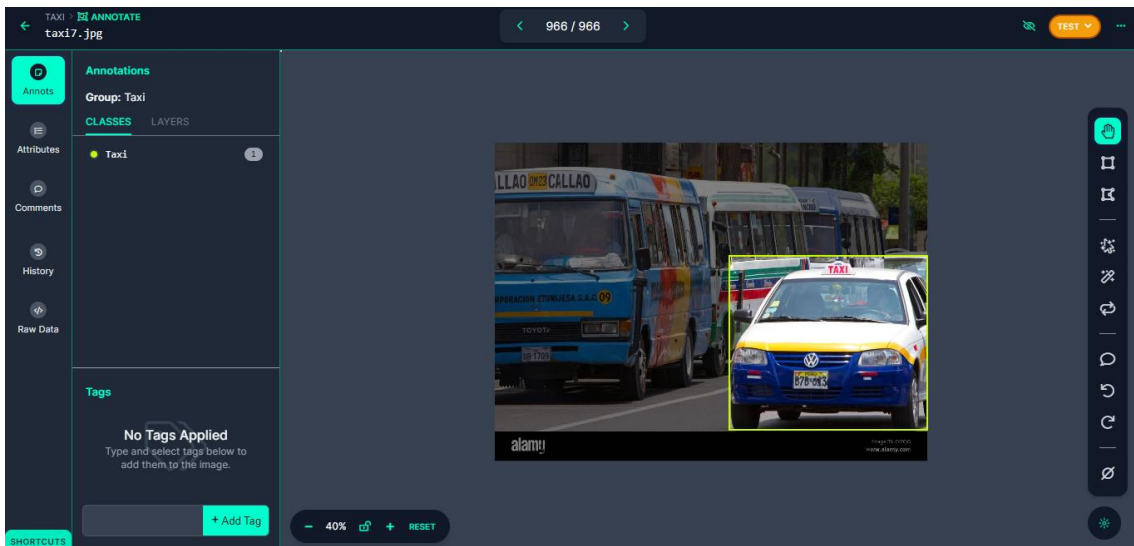 TAXI > ANNOTATE
taxi7.jpg
966 / 966
TEST
Annots
Attributes
Comments
History
Raw Data
SHORTCUTS
Annotations
Group: Taxi
CLASSES LAYERS
Taxi 1
Tags
No Tags Applied
Type and select tags below to
add them to the image.
+ Add Tag
CALLAO
TAXI
09
TOYOTA
alamy
www.alamy.com
− 40% + RESET